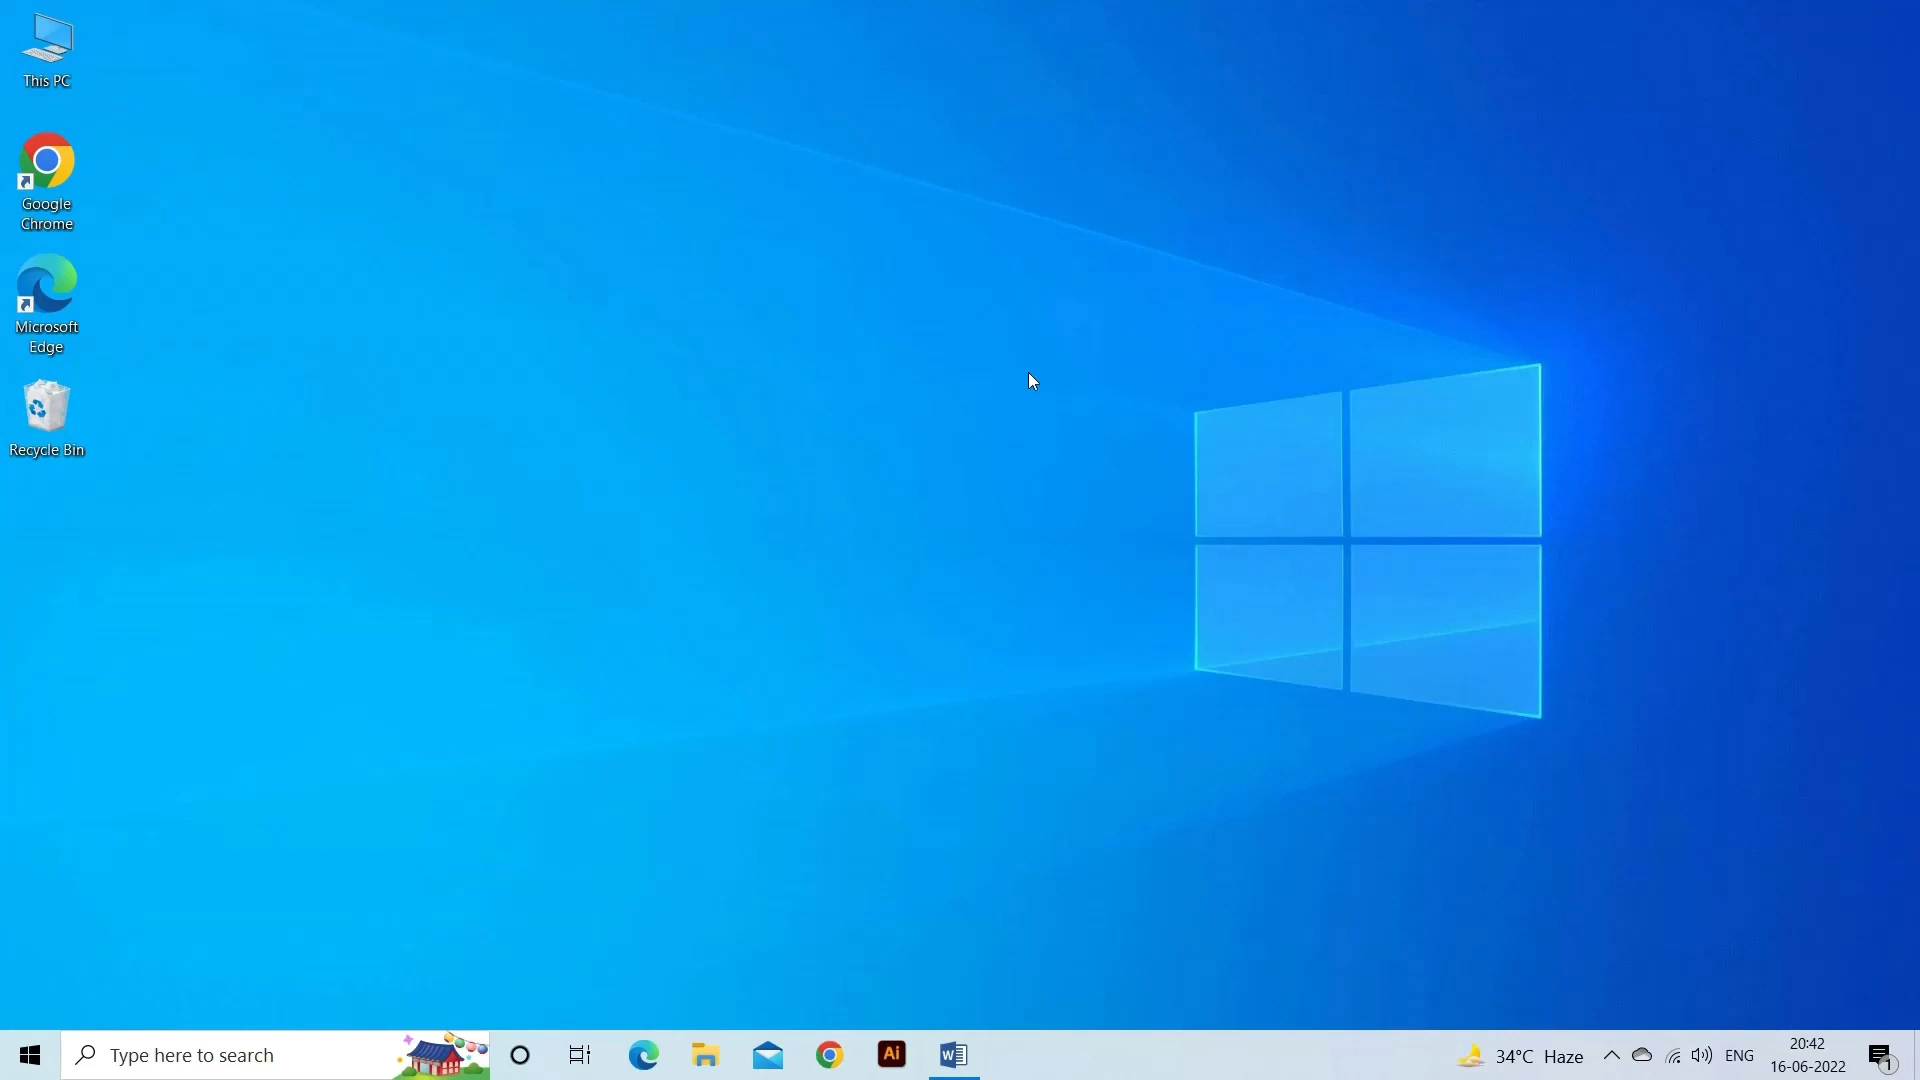 This PC
Google
Chrome
Microsoft
Edge
Recycle Bin
Type here to search
Ai
W
34°C Haze
ENG
20:42
16-06-2022
1